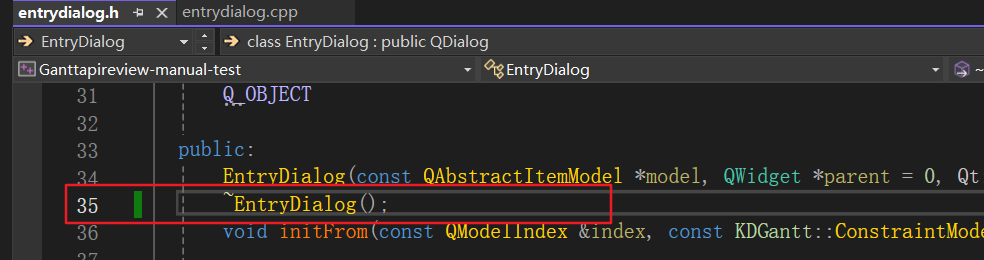 entrydialog.h entrydialog.cpp
EntryDialog class EntryDialog : public QDialog
Ganttapireview-manual-test EntryDialog ~
31 Q_OBJECT
32
33 public:
34 EntryDialog(const QAbstractItemModel *model, QWidget *parent = 0, Qt
35 ~EntryDialog();
36 void initFrom(const QModelIndex &index, const KDGantt::ConstraintMode